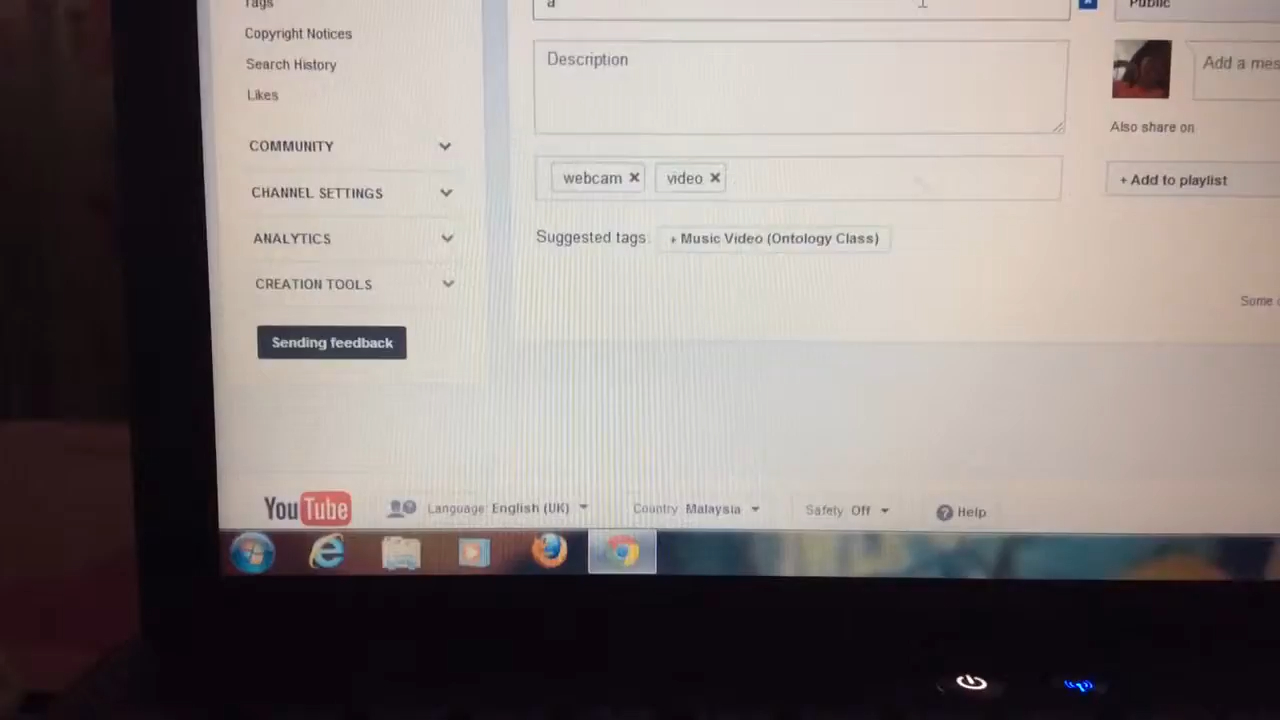 Tags
a
Public
Copyright Notices
Search History
Likes
Description
Add a mes
Also share on
COMMUNITY
webcam ×
video ×
+ Add to playlist
CHANNEL SETTINGS
ANALYTICS
Suggested tags:
+ Music Video (Ontology Class)
CREATION TOOLS
Some
Sending feedback
YouTube
Language: English (UK)
Country: Malaysia
Safety: Off
Help